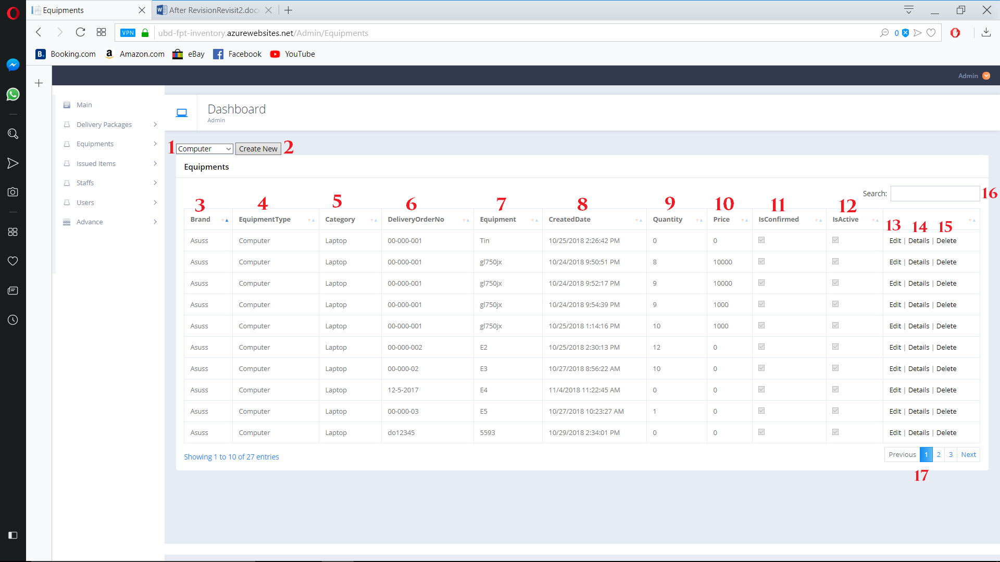 Equipments
After RevisionRevisit2.docx
VPN
ubd-fpt-inventory.azurewebsites.net/Admin/Equipments
0
B. Booking.com
a Amazon.com
eBay
Facebook
YouTube
Admin
Main
Delivery Packages
Equipments
Issued Items
Staffs
Users
Advance
Dashboard
Admin
1 Computer Create New 2
Equipments
Search: 16
3 4 5 6 7 8 9 10 11 12
Brand EquipmentType Category DeliveryOrderNo Equipment CreatedDate Quantity Price IsConfirmed IsActive
13 14 15
Asuss Computer Laptop 00-000-001 Tin 10/25/2018 2:26:42 PM 0 0 Edit | Details | Delete
Asuss Computer Laptop 00-000-001 gl750jx 10/24/2018 9:50:51 PM 8 10000 Edit | Details | Delete
Asuss Computer Laptop 00-000-001 gl750jx 10/24/2018 9:52:17 PM 9 10000 Edit | Details | Delete
Asuss Computer Laptop 00-000-001 gl750jx 10/24/2018 9:54:39 PM 9 1000 Edit | Details | Delete
Asuss Computer Laptop 00-000-001 gl750jx 10/25/2018 1:14:16 PM 10 1000 Edit | Details | Delete
Asuss Computer Laptop 00-000-002 E2 10/25/2018 2:30:13 PM 12 0 Edit | Details | Delete
Asuss Computer Laptop 00-000-02 E3 10/27/2018 8:56:22 AM 10 0 Edit | Details | Delete
Asuss Computer Laptop 12-5-2017 E4 11/4/2018 11:22:45 AM 0 0 Edit | Details | Delete
Asuss Computer Laptop 00-000-03 E5 10/27/2018 10:23:27 AM 1 0 Edit | Details | Delete
Asuss Computer Laptop do12345 5593 10/29/2018 2:34:01 PM 0 0 Edit | Details | Delete
Showing 1 to 10 of 27 entries
Previous 1 2 3 Next
17